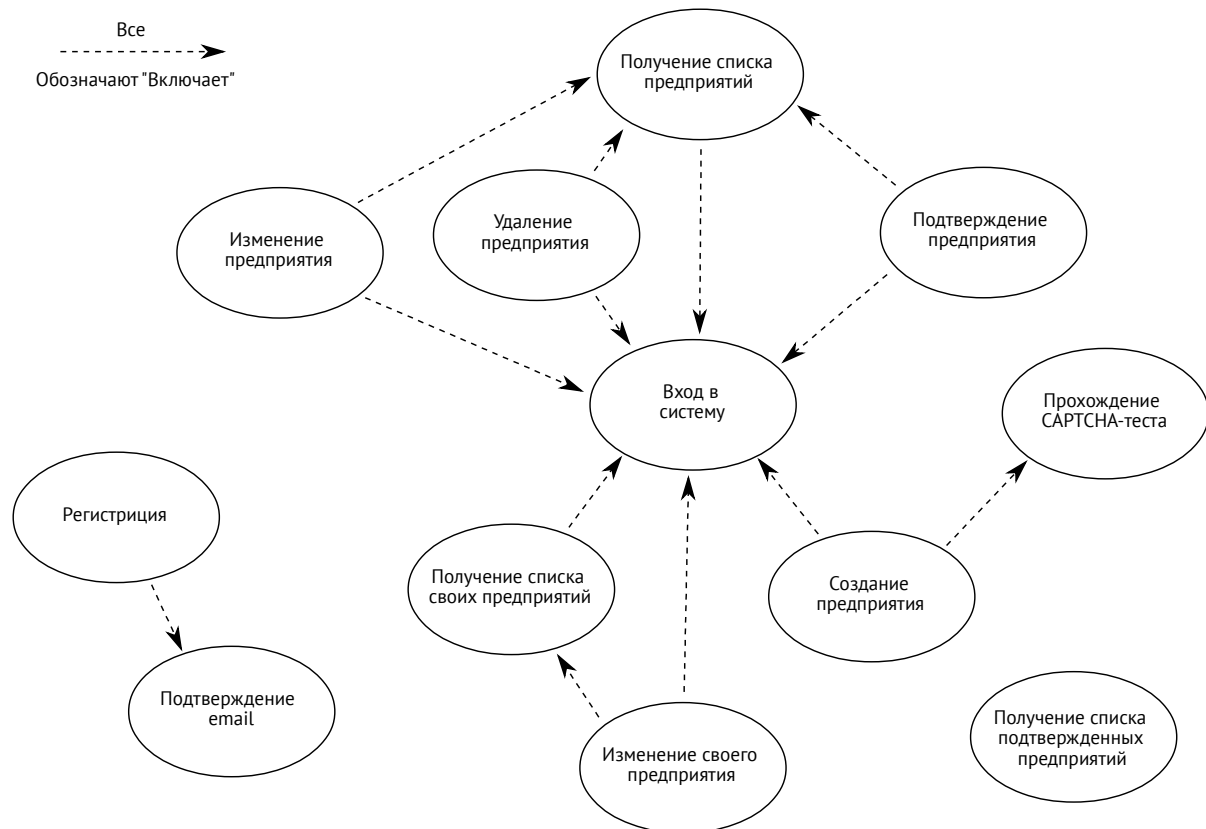 Все
Обозначают "Включает"
Получение списка
предприятий
Изменение
предприятия
Удаление
предприятия
Подтверждение
предприятия
Вход в
систему
Прохождение
CAPTCHA-теста
Регистриция
Получение списка
своих предприятий
Создание
предприятия
Подтверждение
email
Изменение своего
предприятия
Получение списка
подтвержденных
предприятий